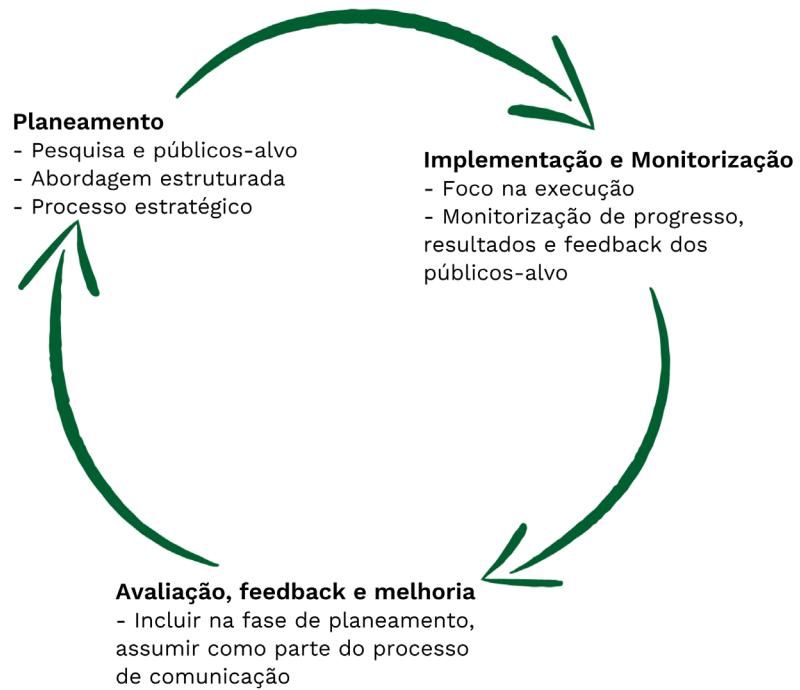 Planeamento
- Pesquisa e públicos-alvo
- Abordagem estruturada
- Processo estratégico
Implementação e Monitorização
- Foco na execução
- Monitorização de progresso,
resultados e feedback dos
públicos-alvo
Avaliação, feedback e melhoria
- Incluir na fase de planeamento,
assumir como parte do processo
de comunicação